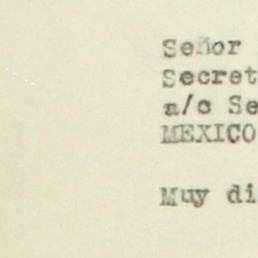 Señor
Secret
a/c Se
MEXICO
Muy di